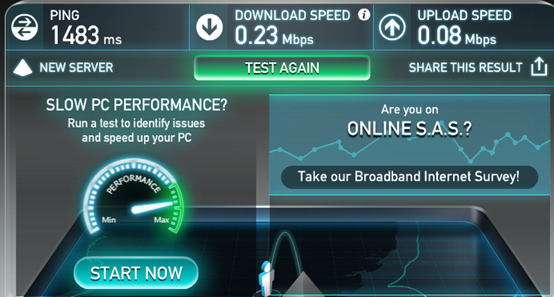 PING
1483 ms
DOWNLOAD SPEED
0.23 Mbps
UPLOAD SPEED
0.08 Mbps
NEW SERVER
TEST AGAIN
SHARE THIS RESULT
SLOW PC PERFORMANCE?
Run a test to identify issues
and speed up your PC
PERFORMANCE
Min
Max
START NOW
Are you on
ONLINE S.A.S.?
Take our Broadband Internet Survey!